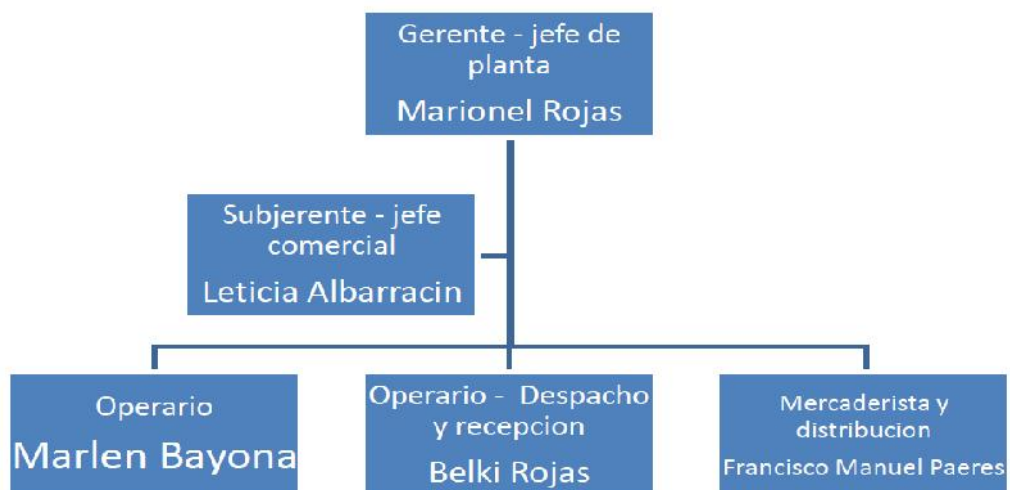 Gerente - jefe de
planta
Marionel Rojas
Subjerente - jefe
comercial
Leticia Albarracin
Operario
Marlen Bayona
Operario - Despacho
y recepcion
Belki Rojas
Mercaderista y
distribucion
Francisco Manuel Paeres